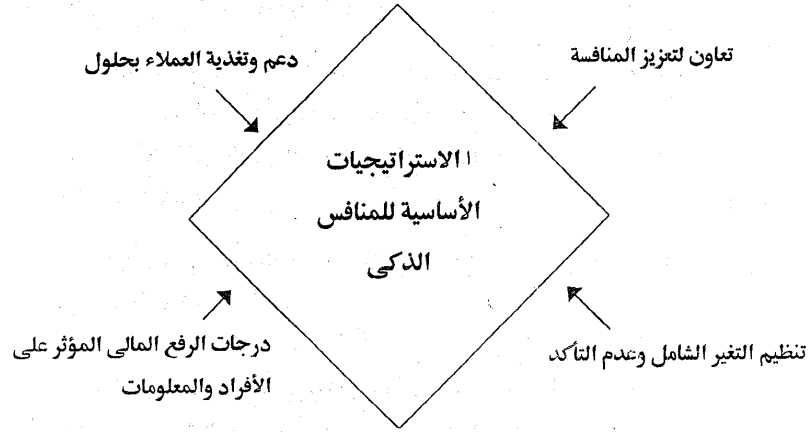 تعاون لتعزيز المنافسة
دعم وتغذية العملاء بحلول
الاستراتيجيات
الأساسية للمنافس
الذكى
تنظيم التغير الشامل وعدم التأكد
درجات الرفع المالى المؤثر على
الأفراد والمعلومات